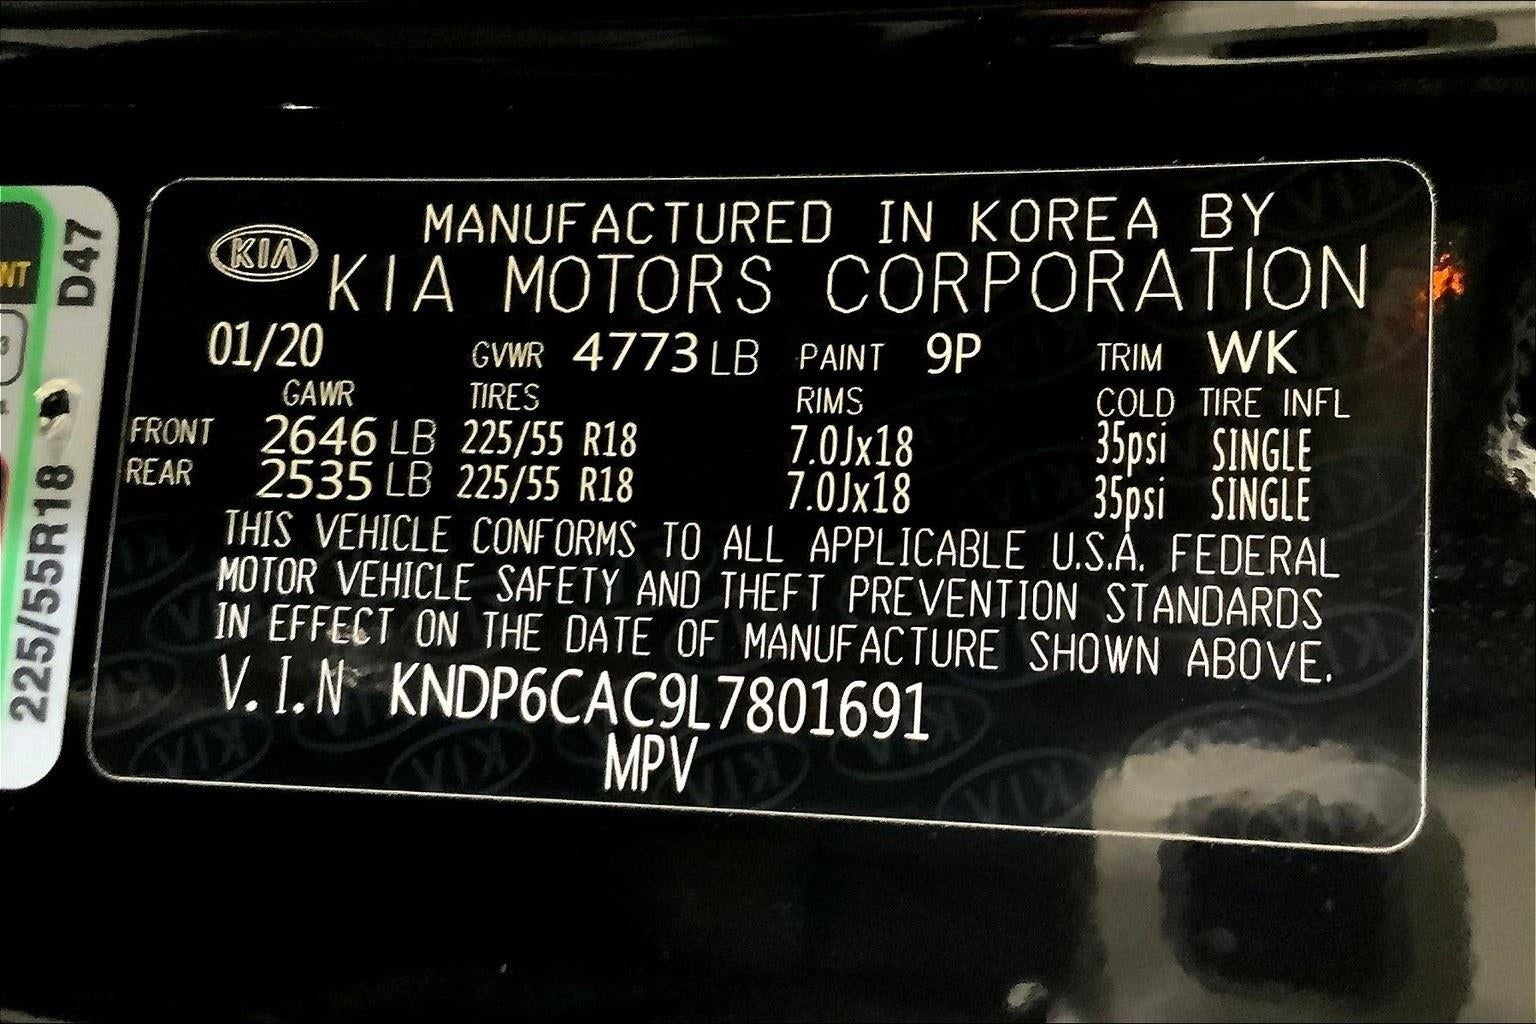 MANUFACTURED IN KOREA BY
KIA KIA MOTORS CORPORATION
01/20 GVWR 4773 LB PAINT 9P TRIM WK
GAWR TIRES RIMS COLD TIRE INFL
FRONT 2646 LB 225/55 R18 7.0Jx18 35psi SINGLE
REAR 2535 LB 225/55 R18 7.0Jx18 35psi SINGLE
THIS VEHICLE CONFORMS TO ALL APPLICABLE U.S.A. FEDERAL
MOTOR VEHICLE SAFETY AND THEFT PREVENTION STANDARDS
IN EFFECT ON THE DATE OF MANUFACTURE SHOWN ABOVE.
V.I.N KNDP6CAC9L7801691
MPV
225/55R18 D47